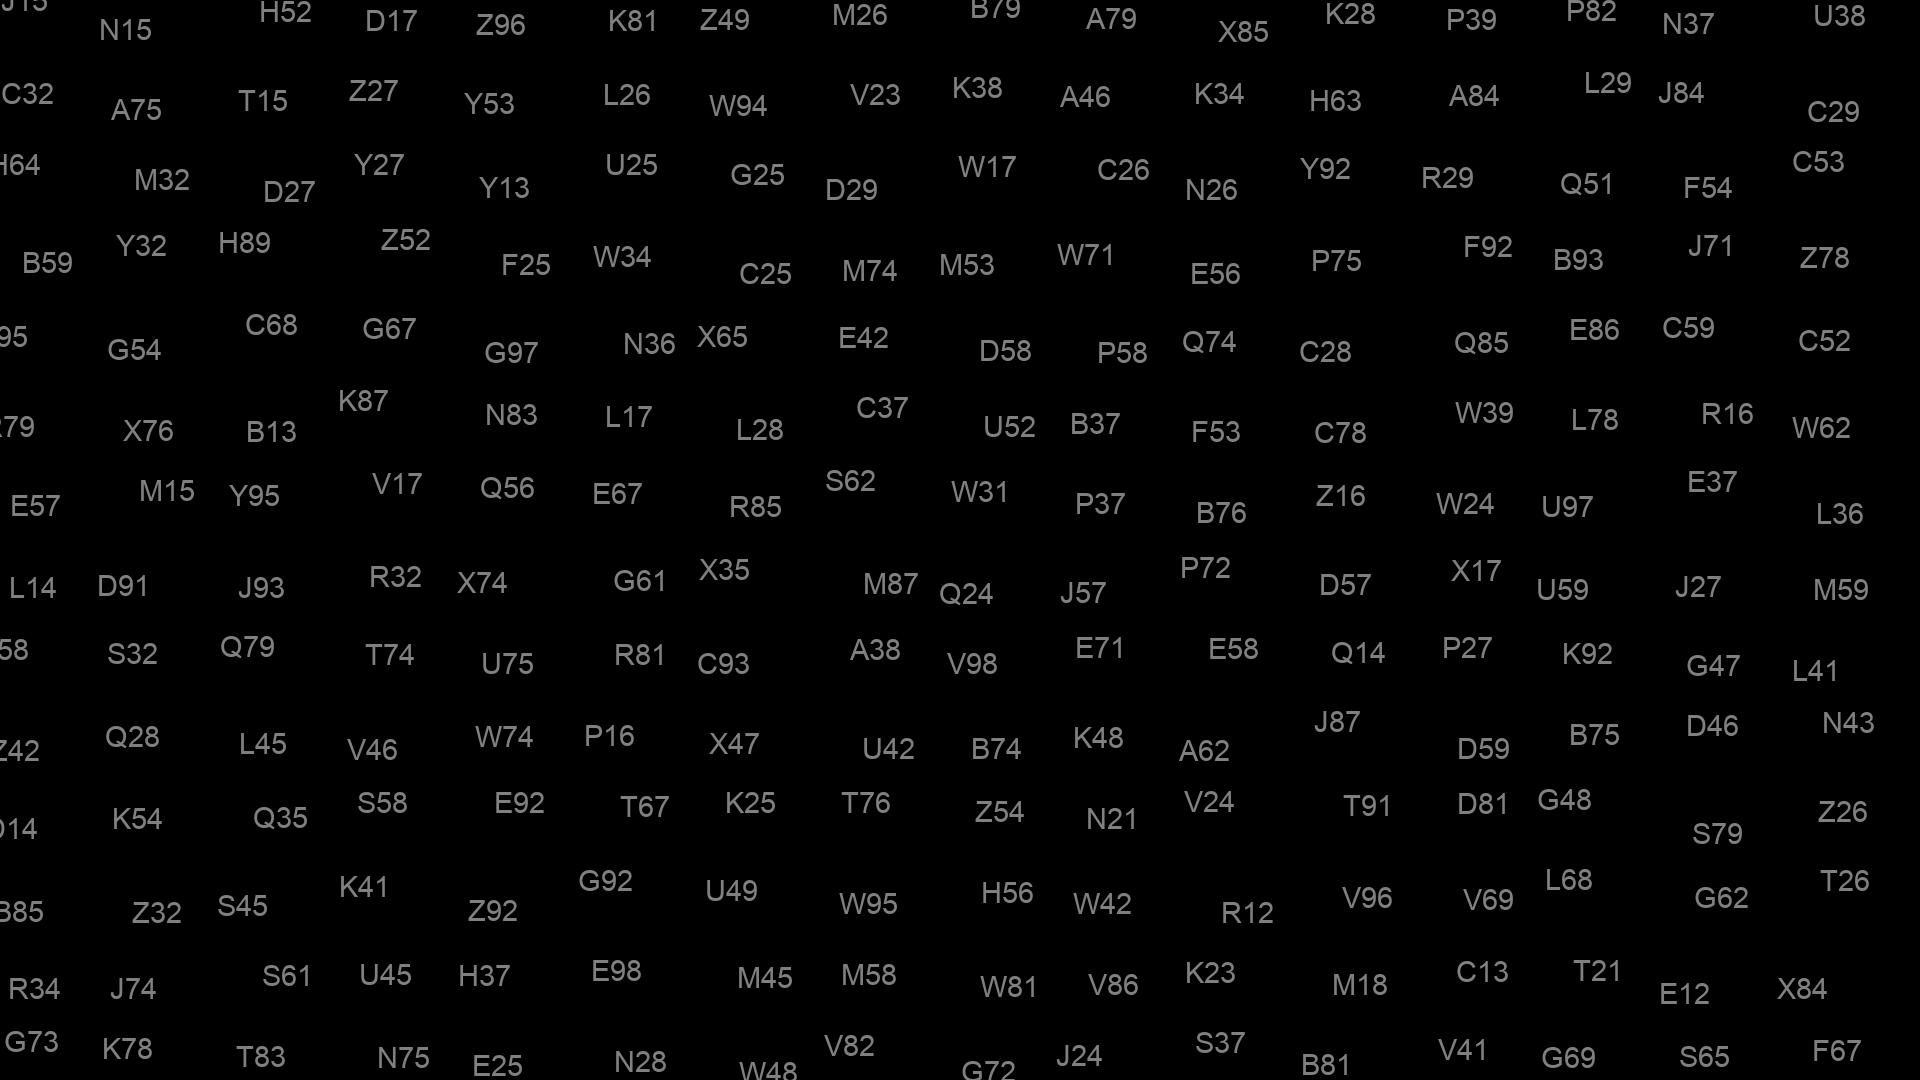 J15 N15 H52 D17 Z96 K81 Z49 M26 B79 A79 X85 K28 P39 P82 N37 U38
C32 A75 T15 Z27 Y53 L26 W94 V23 K38 A46 K34 H63 A84 L29 J84 C29
H64 M32 D27 Y27 Y13 U25 G25 D29 W17 C26 N26 Y92 R29 Q51 F54 C53
B59 Y32 H89 Z52 F25 W34 C25 M74 M53 W71 E56 P75 F92 B93 J71 Z78
95 G54 C68 G67 G97 N36 X65 E42 D58 P58 Q74 C28 Q85 E86 C59 C52
79 X76 B13 K87 N83 L17 L28 C37 U52 B37 F53 C78 W39 L78 R16 W62
E57 M15 Y95 V17 Q56 E67 R85 S62 W31 P37 B76 Z16 W24 U97 E37 L36
L14 D91 J93 R32 X74 G61 X35 M87 Q24 J57 P72 D57 X17 U59 J27 M59
58 S32 Q79 T74 U75 R81 C93 A38 V98 E71 E58 Q14 P27 K92 G47 L41
Z42 Q28 L45 V46 W74 P16 X47 U42 B74 K48 A62 J87 D59 B75 D46 N43
14 K54 Q35 S58 E92 T67 K25 T76 Z54 N21 V24 T91 D81 G48 S79 Z26
B85 Z32 S45 K41 Z92 G92 U49 W95 H56 W42 R12 V96 V69 L68 G62 T26
R34 J74 S61 U45 H37 E98 M45 M58 W81 V86 K23 M18 C13 T21 E12 X84
G73 K78 T83 N75 E25 N28 W48 V82 G72 J24 S37 B81 V41 G69 S65 F67